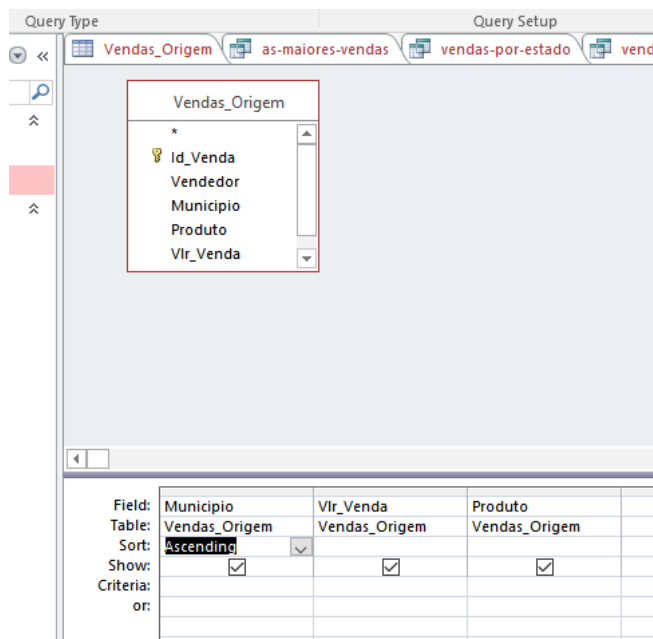 Query Type Query Setup
Vendas_Origem as-maiores-vendas vendas-por-estado vend
Vendas_Origem
*
Id_Venda
Vendedor
Municipio
Produto
Vlr_Venda
Field: Municipio Vlr_Venda Produto
Table: Vendas_Origem Vendas_Origem Vendas_Origem
Sort: Ascending
Show:
Criteria:
or: